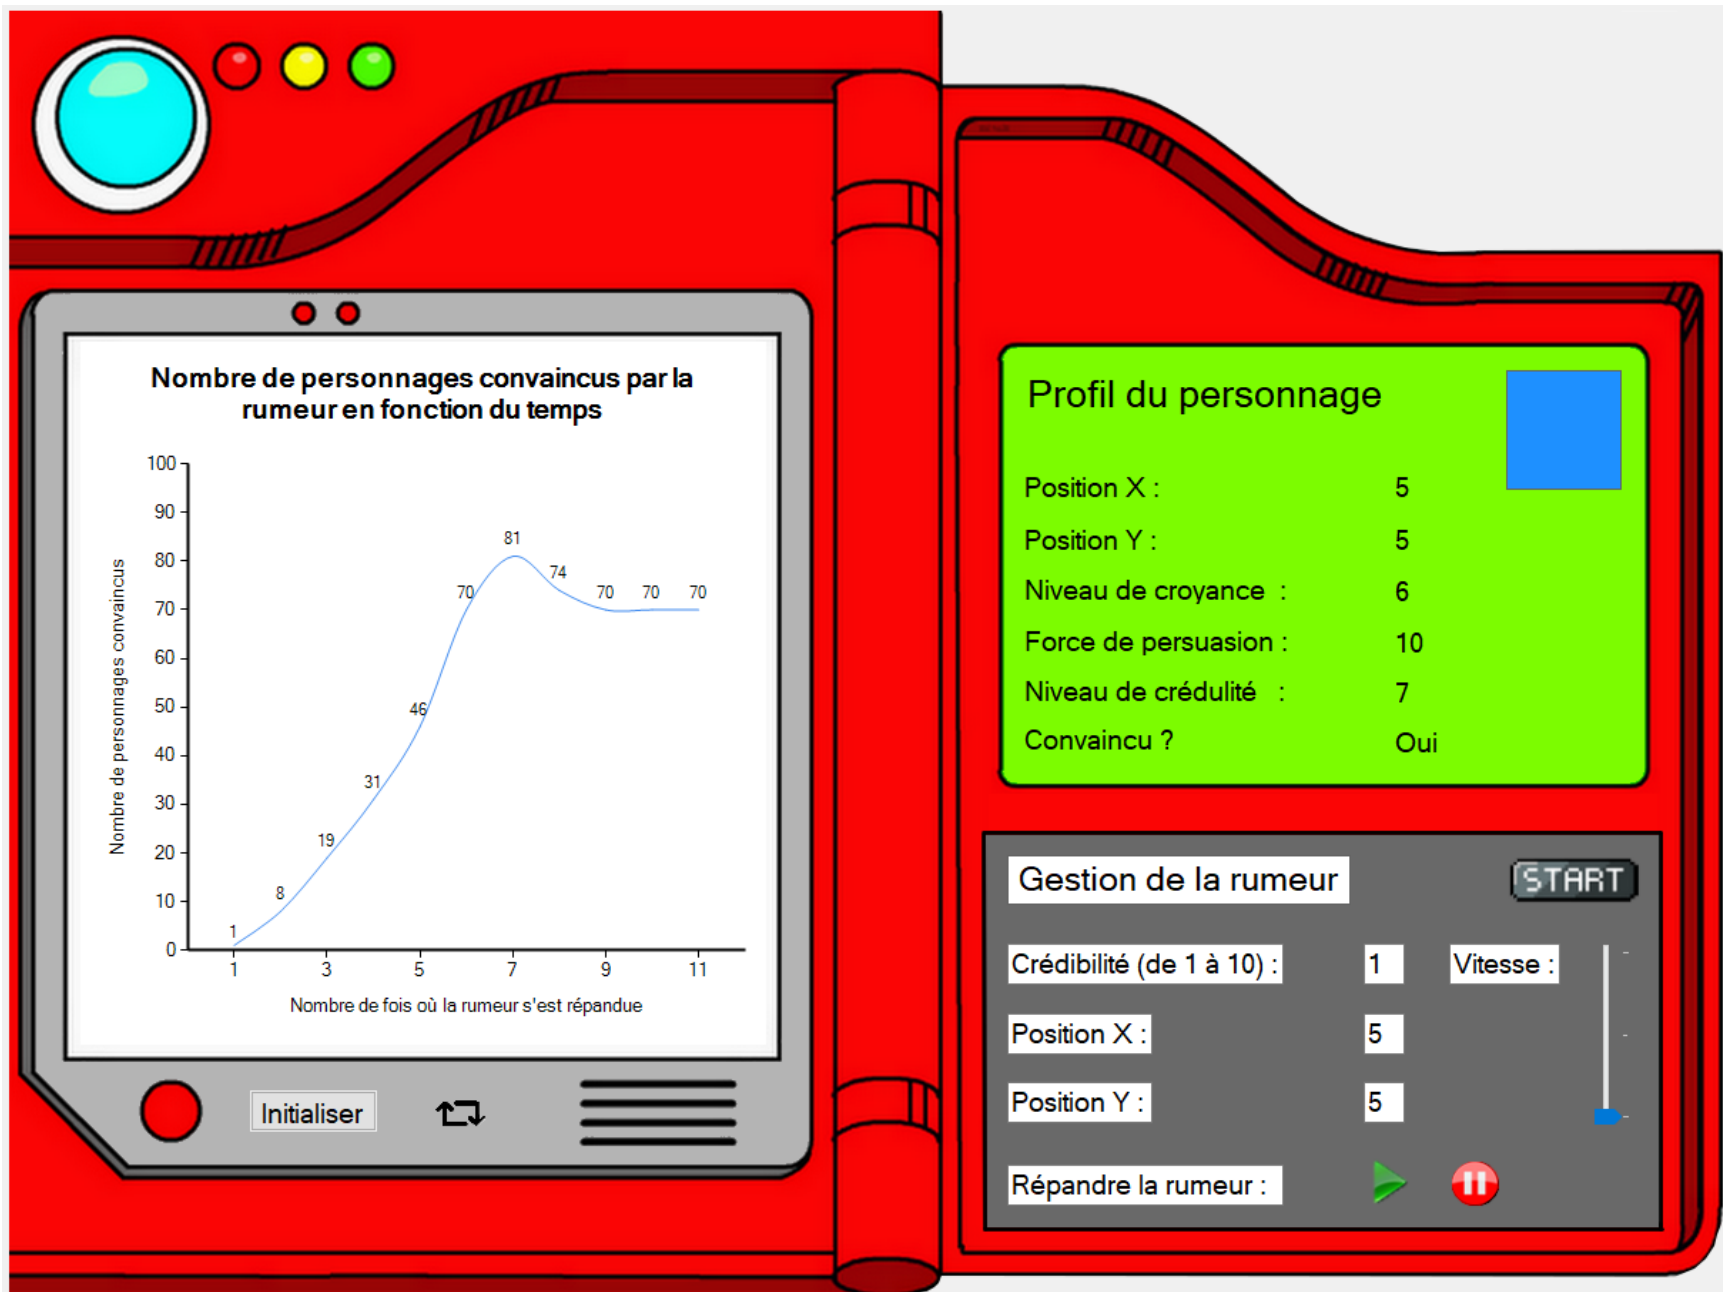 Nombre de personnages convaincus par la
rumeur en fonction du temps
Nombre de personnages convaincus
100
90
80
70
60
50
40
30
20
10
0
1
8
19
31
46
70
81
74
70
70
70
1
3
5
7
9
11
Nombre de fois où la rumeur s'est répandue
Initialiser
Profil du personnage
Position X : 5
Position Y : 5
Niveau de croyance : 6
Force de persuasion : 10
Niveau de crédulité : 7
Convaincu ? Oui
Gestion de la rumeur
START
Crédibilité (de 1 à 10) : 1
Vitesse :
Position X : 5
Position Y : 5
Répandre la rumeur :